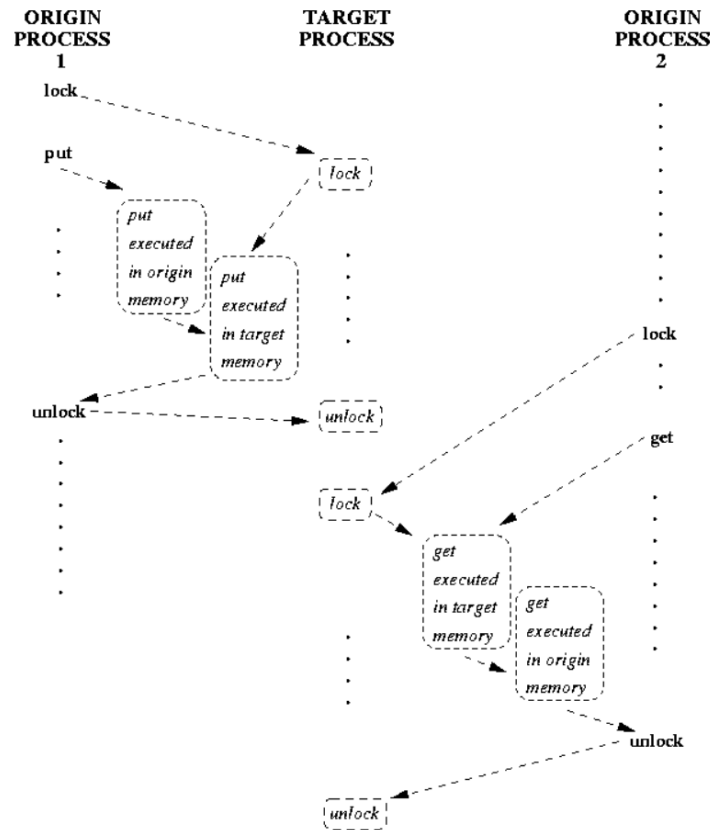 ORIGIN
PROCESS
1
TARGET
PROCESS
ORIGIN
PROCESS
2
lock
put
lock
put
executed
in origin
memory
put
executed
in target
memory
lock
unlock
unlock
get
lock
get
executed
in target
memory
get
executed
in origin
memory
unlock
unlock